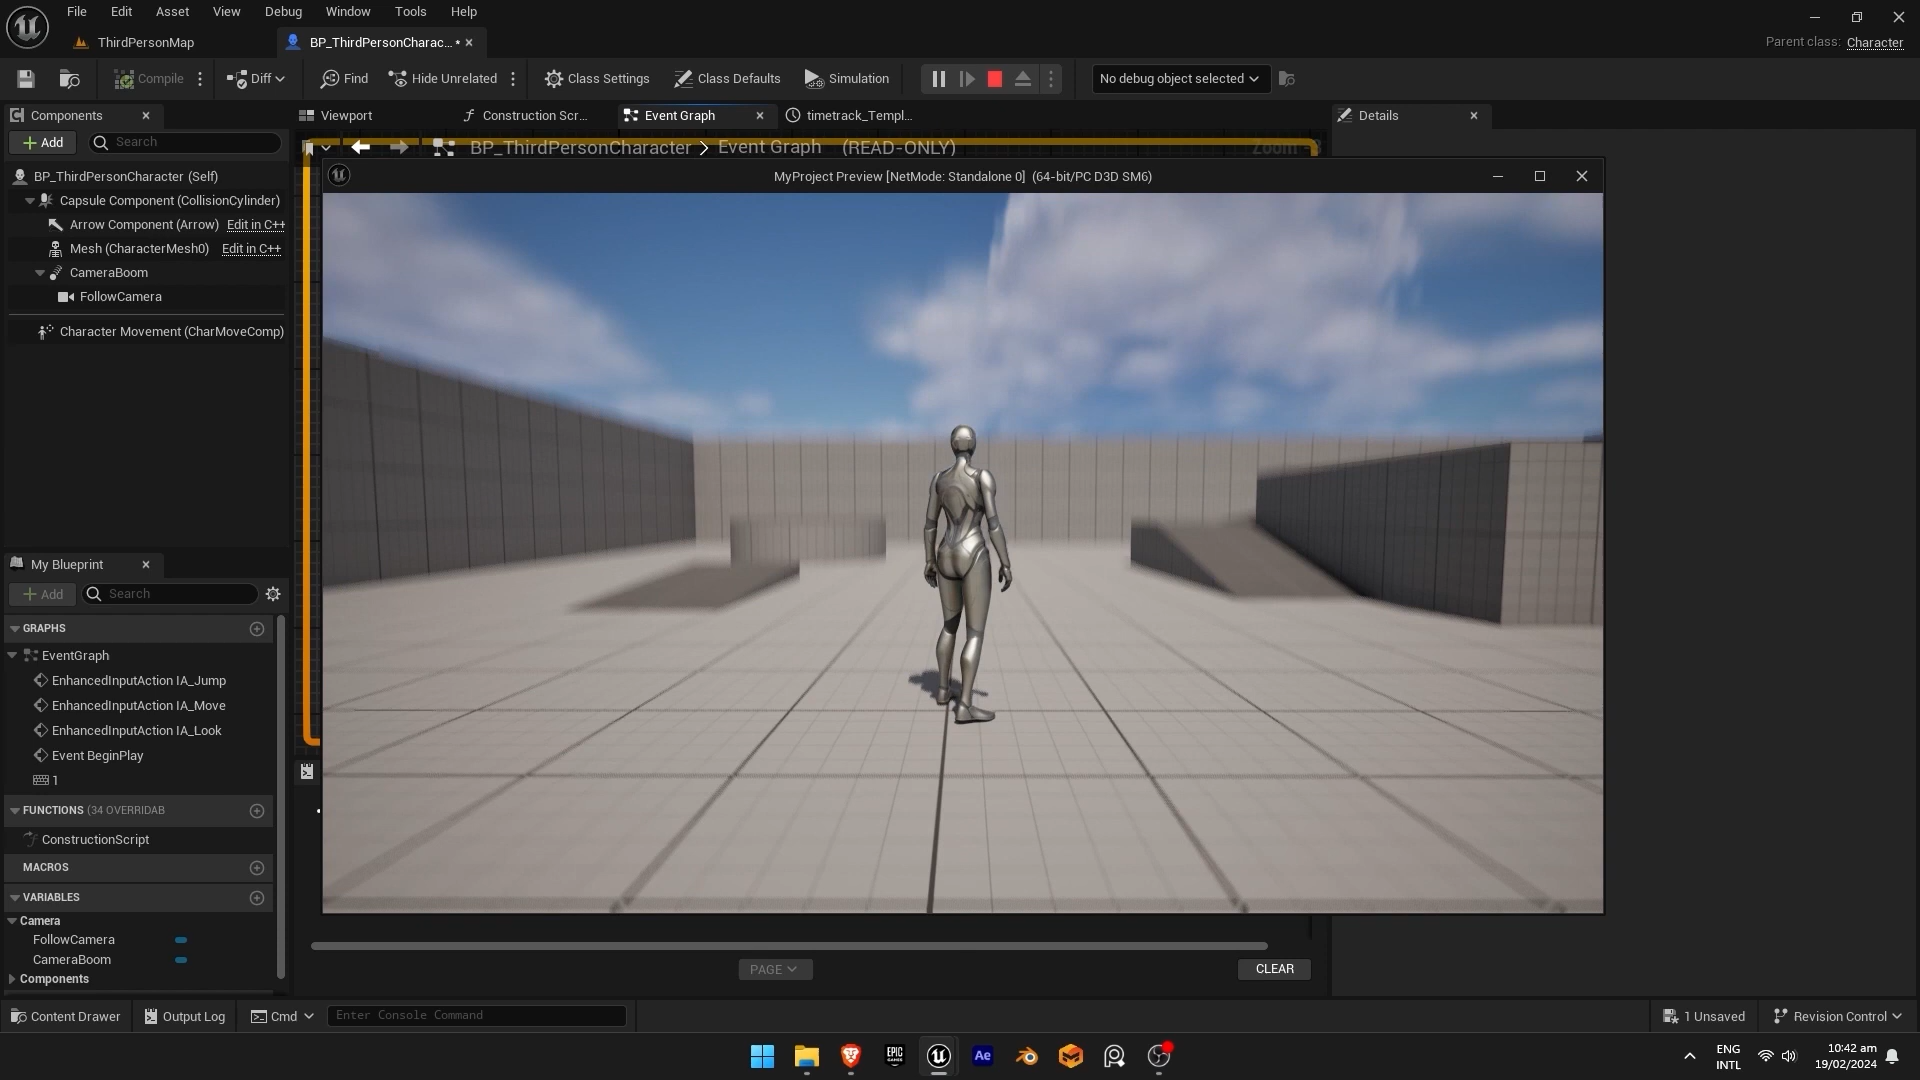 File Edit Asset View Debug Window Tools Help
ThirdPersonMap
BP_ThirdPersonCharac... •
Parent class: Character
Compile
Diff
Find
Hide Unrelated
Class Settings
Class Defaults
Simulation
No debug object selected
Components
Viewport
Construction Scr...
Event Graph
timetrack_Templ...
Details
Add
Search
BP_ThirdPersonCharacter > Event Graph (READ-ONLY)
Zoom -3
BP_ThirdPersonCharacter (Self)
MyProject Preview [NetMode: Standalone 0] (64-bit/PC D3D SM6)
Capsule Component (CollisionCylinder)
Arrow Component (Arrow) Edit in C++
Mesh (CharacterMesh0) Edit in C++
CameraBoom
FollowCamera
Character Movement (CharMoveComp)
My Blueprint
Add
Search
GRAPHS
EventGraph
EnhancedInputAction IA_Jump
EnhancedInputAction IA_Move
EnhancedInputAction IA_Look
Event BeginPlay
1
FUNCTIONS (34 OVERRIDAB
ConstructionScript
MACROS
VARIABLES
Camera
FollowCamera
CameraBoom
Components
PAGE
CLEAR
Content Drawer
Output Log
Cmd
Enter Console Command
1 Unsaved
Revision Control
EPIC GAMES
Ae
ENG
INTL
10:42 am
19/02/2024